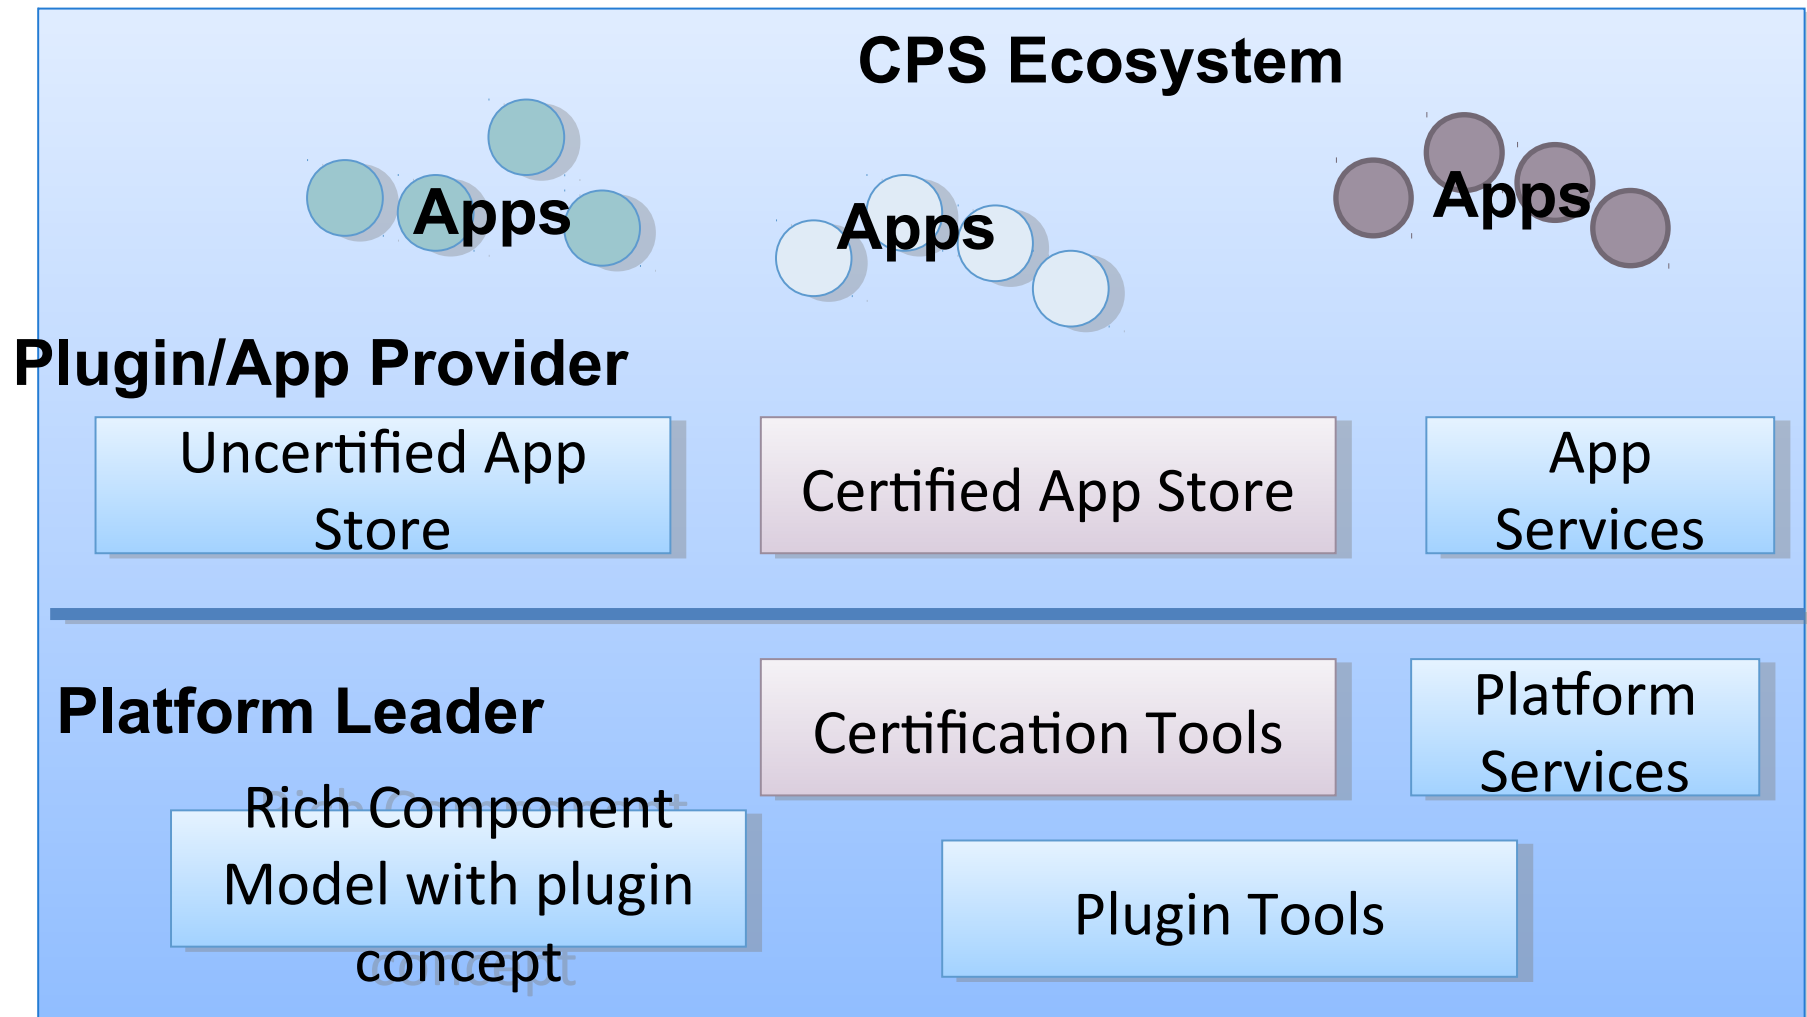 CPS Ecosystem
Apps
Apps
Apps
Plugin/App Provider
Uncertified App
Store
Certified App Store
App
Services
Platform Leader
Certification Tools
Platform
Services
Rich Component
Model with plugin
concept
Plugin Tools